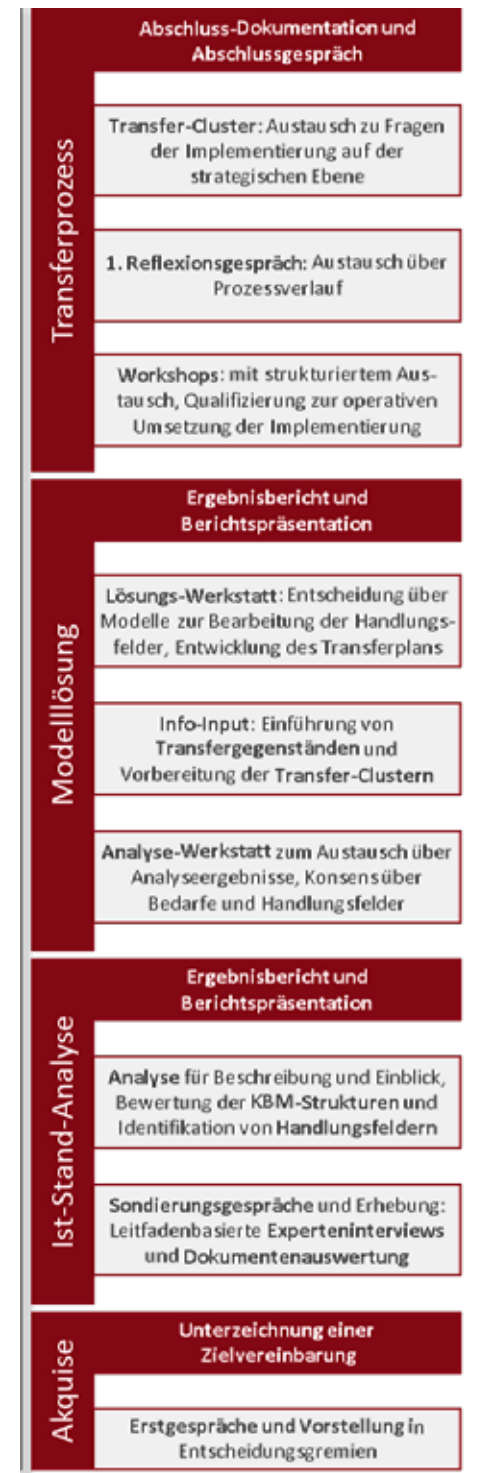 Transferprozess
Abschluss-Dokumentation und
Abschlussgespräch
Transfer-Cluster: Austausch zu Fragen
der Implementierung auf der
strategischen Ebene
1. Reflexionsgespräch: Austausch über
Prozessverlauf
Workshops: mit strukturiertem Aus-
tausch, Qualifizierung zur operativen
Umsetzung der Implementierung
Modelllösung
Ergebnisbericht und
Berichtspräsentation
Lösungs-Werkstatt: Entscheidung über
Modelle zur Bearbeitung der Handlungs-
felder, Entwicklung des Transferplans
Info-Input: Einführung von
Transfergegenständen und
Vorbereitung der Transfer-Clustern
Analyse-Werkstatt zum Austausch über
Analyseergebnisse, Konsens über
Bedarfe und Handlungsfelder
Ist-Stand-Analyse
Ergebnisbericht und
Berichtspräsentation
Analyse für Beschreibung und Einblick,
Bewertung der KBM-Strukturen und
Identifikation von Handlungsfeldern
Sondierungsgespräche und Erhebung:
Leitfadenbasierte Experteninterviews
und Dokumentenauswertung
Akquise
Unterzeichnung einer
Zielvereinbarung
Erstgespräche und Vorstellung in
Entscheidungsgremien